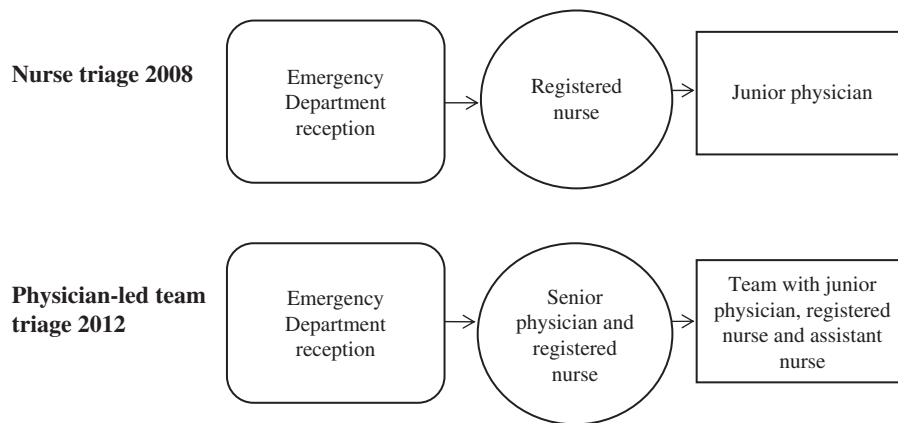 Nurse triage 2008
Emergency
Department
reception
Registered
nurse
Junior physician
Physician-led team
triage 2012
Emergency
Department
reception
Senior
physician and
registered
nurse
Team with junior
physician, registered
nurse and assistant
nurse